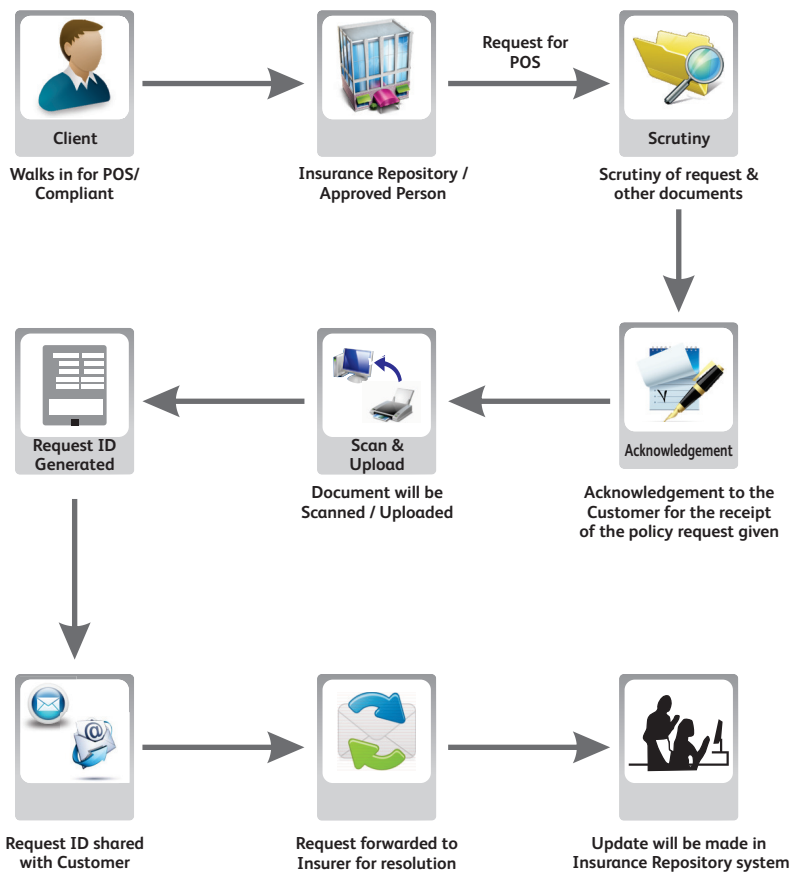 Client
Walks in for POS/
Compliant
Insurance Repository /
Approved Person
Request for
POS
Scrutiny
Scrutiny of request &
other documents
Acknowledgement
Acknowledgement to the
Customer for the receipt
of the policy request given
Scan &
Upload
Document will be
Scanned / Uploaded
Request ID
Generated
@
Request ID shared
with Customer
Request forwarded to
Insurer for resolution
Update will be made in
Insurance Repository system